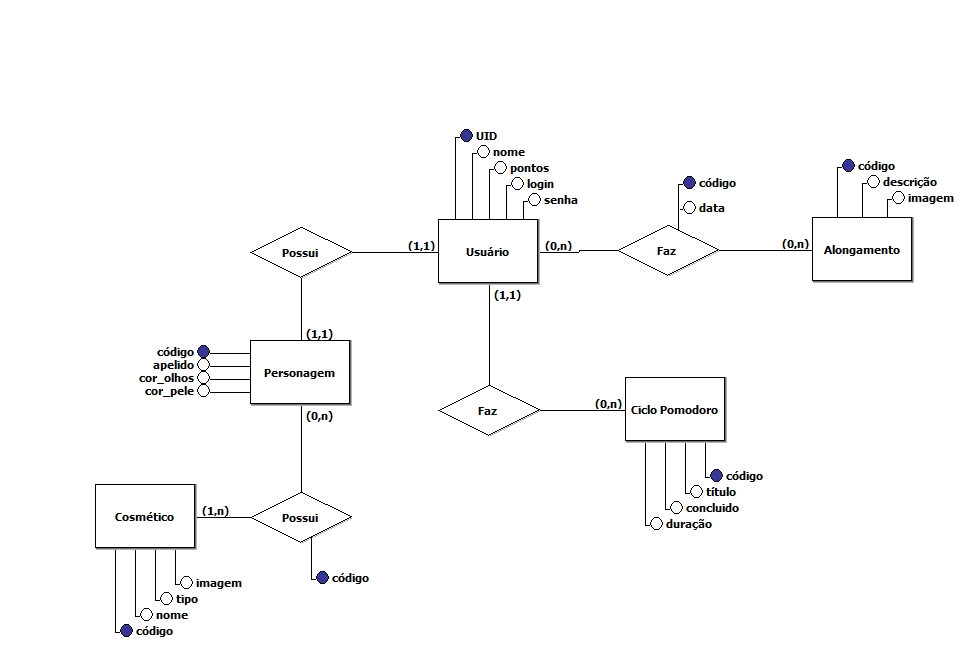 UID
nome
pontos
login
senha
código
descrição
imagem
código
data
Possui
(1,1)
Usuário
(0,n)
Faz
(0,n)
Alongamento
(1,1)
(1,1)
código
apelido
cor_olhos
cor_pele
Personagem
(0,n)
Faz
(0,n)
Ciclo Pomodoro
código
título
concluido
duração
Cosmético
(1,n)
Possui
código
imagem
tipo
nome
código